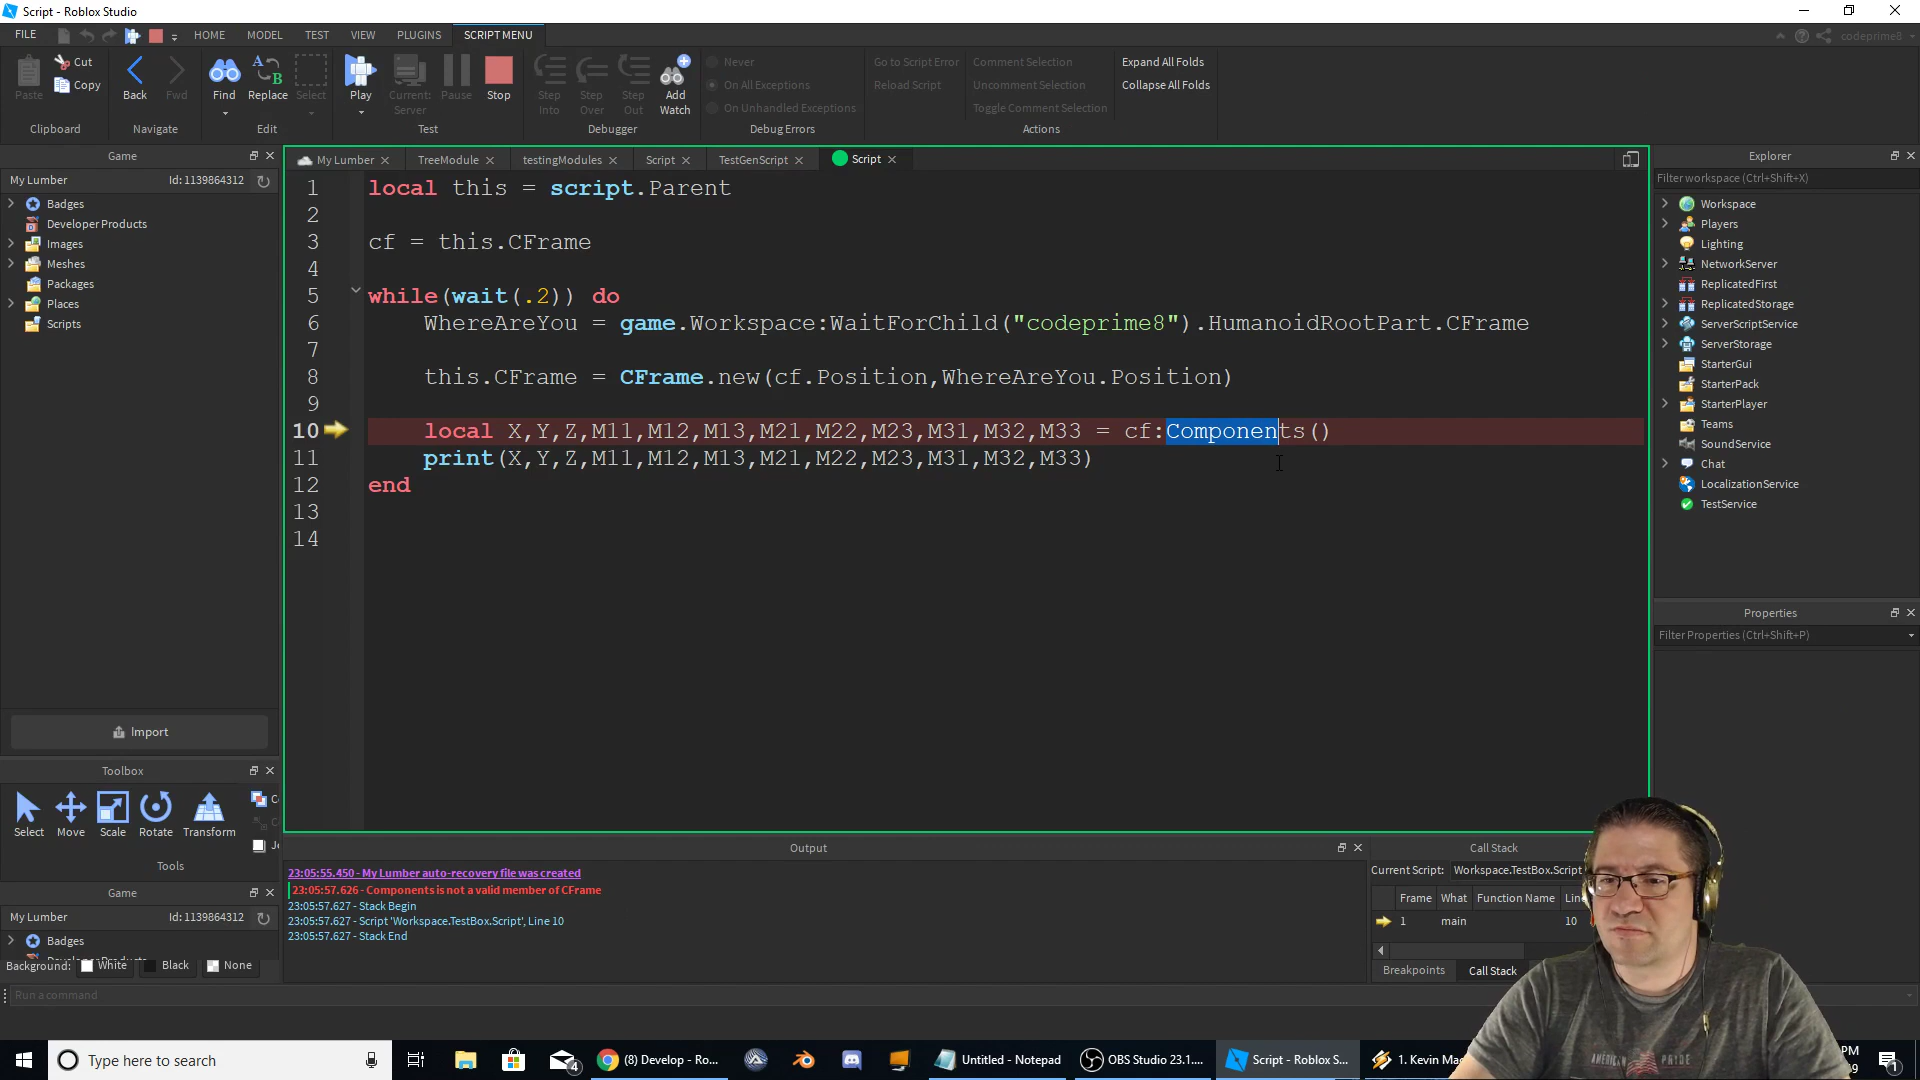 Script - Roblox Studio
FILE
HOME
MODEL
TEST
VIEW
PLUGINS
SCRIPT MENU
codeprime8
Paste
Cut
Copy
Clipboard
Back
Fwd
Navigate
Find
Replace
Select
Edit
Play
Current: Server
Pause
Stop
Test
Step Into
Step Over
Step Out
Add Watch
Debugger
Never
On All Exceptions
On Unhandled Exceptions
Debug Errors
Go to Script Error
Reload Script
Comment Selection
Uncomment Selection
Toggle Comment Selection
Expand All Folds
Collapse All Folds
Actions
Game
My Lumber Id: 1139864312
Badges
Developer Products
Images
Meshes
Packages
Places
Scripts
Import
Toolbox
Select
Move
Scale
Rotate
Transform
Tools
Game
My Lumber Id: 1139864312
Badges
Background: White Black None
Run a command
My Lumber
TreeModule
testingModules
Script
TestGenScript
Script
1 local this = script.Parent
2
3 cf = this.CFrame
4
5 while(wait(.2)) do
6 WhereAreYou = game.Workspace:WaitForChild("codeprime8").HumanoidRootPart.CFrame
7
8 this.CFrame = CFrame.new(cf.Position,WhereAreYou.Position)
9
10 local X,Y,Z,M11,M12,M13,M21,M22,M23,M31,M32,M33 = cf:Components()
11 print(X,Y,Z,M11,M12,M13,M21,M22,M23,M31,M32,M33)
12 end
13
14
Output
23:05:55.450 - My Lumber auto-recovery file was created
23:05:57.626 - Components is not a valid member of CFrame
23:05:57.627 - Stack Begin
23:05:57.627 - Script 'Workspace.TestBox.Script', Line 10
23:05:57.627 - Stack End
Call Stack
Current Script: Workspace.TestBox.Script
Frame What Function Name Line
1 main 10
Breakpoints
Call Stack
Explorer
Filter workspace (Ctrl+Shift+X)
Workspace
Players
Lighting
NetworkServer
ReplicatedFirst
ReplicatedStorage
ServerScriptService
ServerStorage
StarterGui
StarterPack
StarterPlayer
Teams
SoundService
Chat
LocalizationService
TestService
Properties
Filter Properties (Ctrl+Shift+P)
Type here to search
4
(8) Develop - Ro...
Untitled - Notepad
OBS Studio 23.1....
Script - Roblox S...
1. Kevin Ma
PM
1